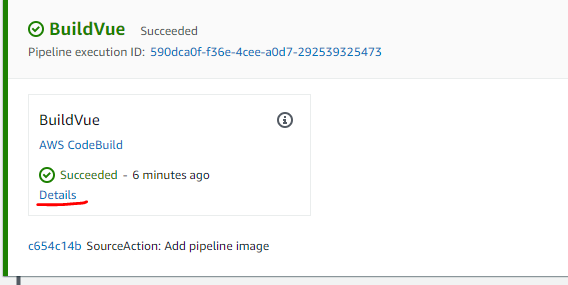 BuildVue Succeeded
Pipeline execution ID: 590dca0f-f36e-4cee-a0d7-292539325473
BuildVue
AWS CodeBuild
Succeeded - 6 minutes ago
Details
c654c14b SourceAction: Add pipeline image